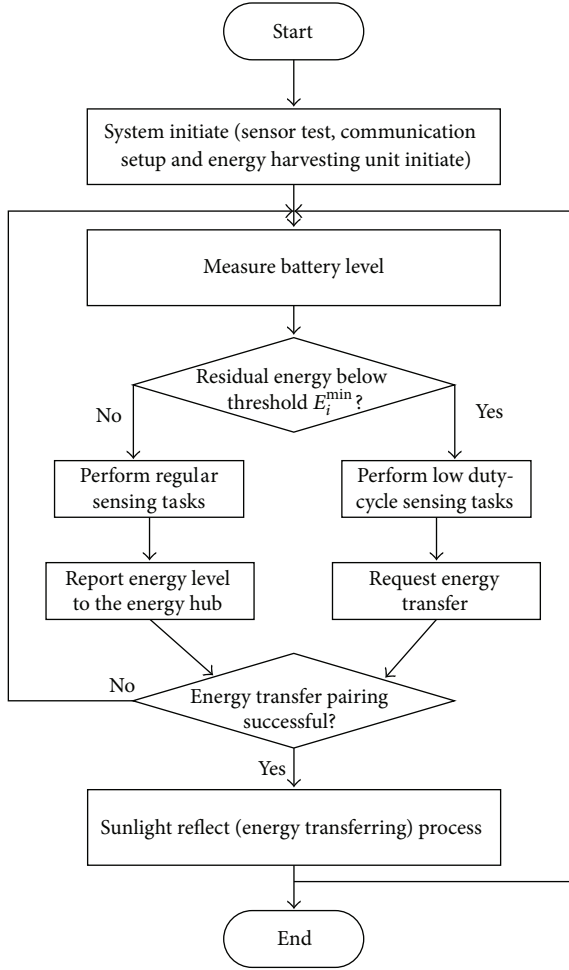 Start
System initiate (sensor test, communication
setup and energy harvesting unit initiate)
Measure battery level
Residual energy below
threshold $E_i^{\min}$?
No
Yes
Perform regular
sensing tasks
Perform low duty-
cycle sensing tasks
Report energy level
to the energy hub
Request energy
transfer
No
Energy transfer pairing
successful?
Yes
Sunlight reflect (energy transferring) process
End